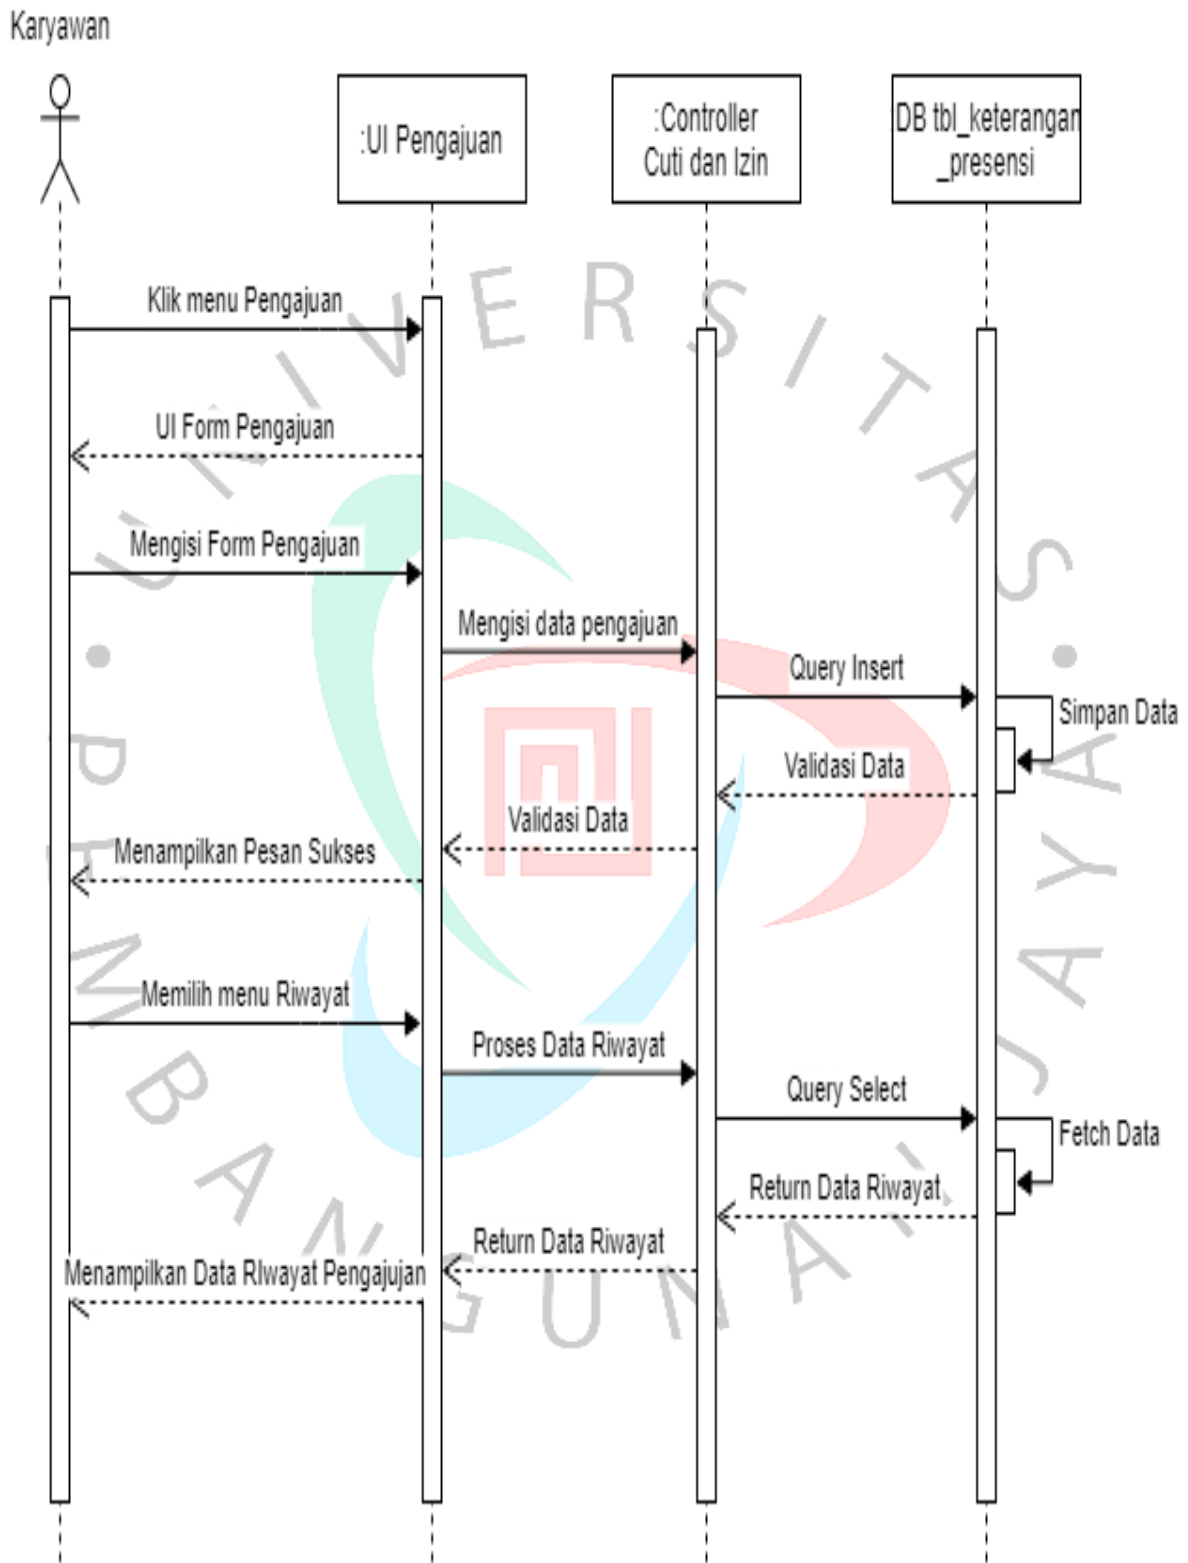 Karyawan
:UI Pengajuan
:Controller
Cuti dan Izin
DB tbl_keterangan
_presensi
Klik menu Pengajuan
UI Form Pengajuan
Mengisi Form Pengajuan
Mengisi data pengajuan
Query Insert
Simpan Data
Validasi Data
Validasi Data
Menampilkan Pesan Sukses
Memilih menu Riwayat
Proses Data Riwayat
Query Select
Fetch Data
Return Data Riwayat
Return Data Riwayat
Menampilkan Data RIwayat Pengajujan
UNIVERSITAS
PEMBANGUNAN JAYA